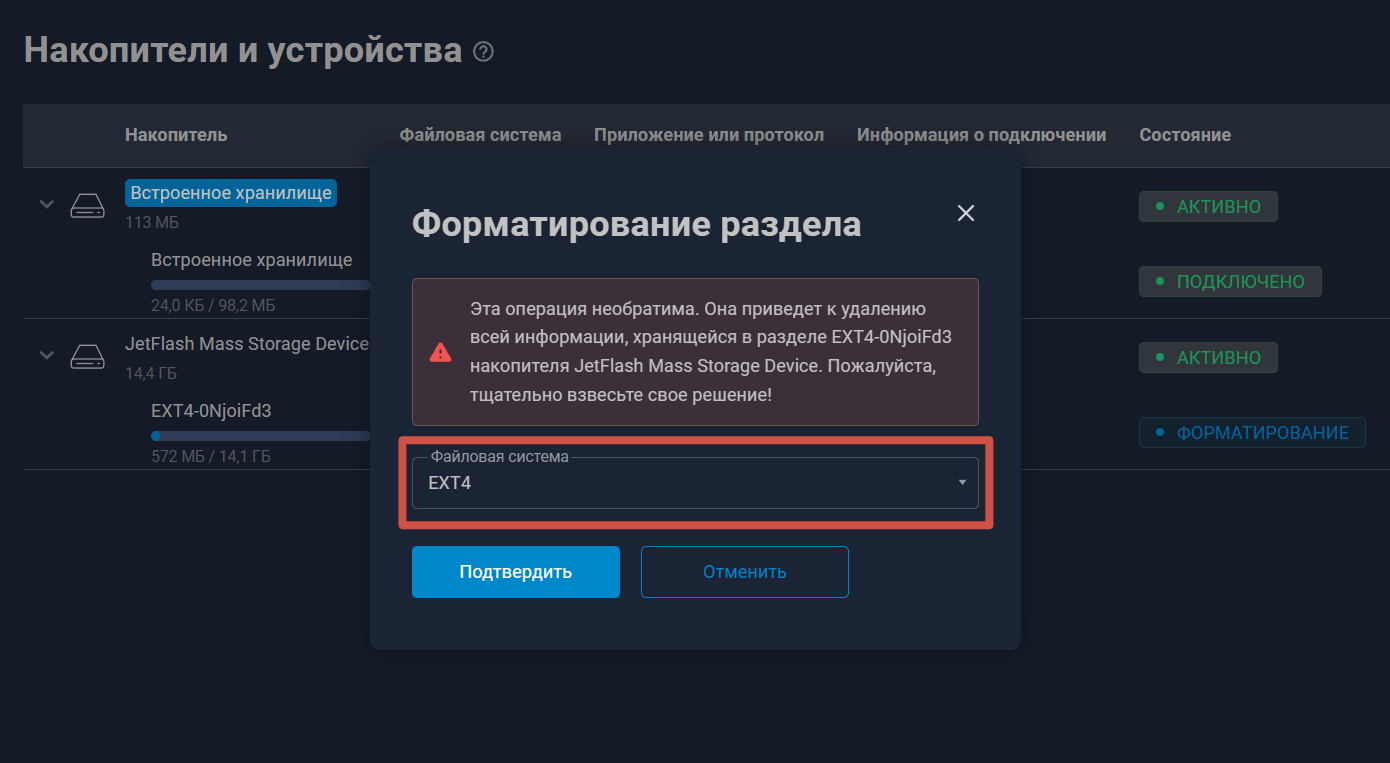 Накопители и устройства
Накопитель
Файловая система
Приложение или протокол
Информация о подключении
Состояние
Встроенное хранилище
113 МБ
АКТИВНО
Встроенное хранилище
24,0 КБ / 98,2 МБ
ПОДКЛЮЧЕНО
JetFlash Mass Storage Device
14,4 ГБ
АКТИВНО
EXT4-0NjoiFd3
572 МБ / 14,1 ГБ
ФОРМАТИРОВАНИЕ
Форматирование раздела
Эта операция необратима. Она приведет к удалению
всей информации, хранящейся в разделе EXT4-0NjoiFd3
накопителя JetFlash Mass Storage Device. Пожалуйста,
тщательно взвесьте свое решение!
Файловая система
EXT4
Подтвердить
Отменить